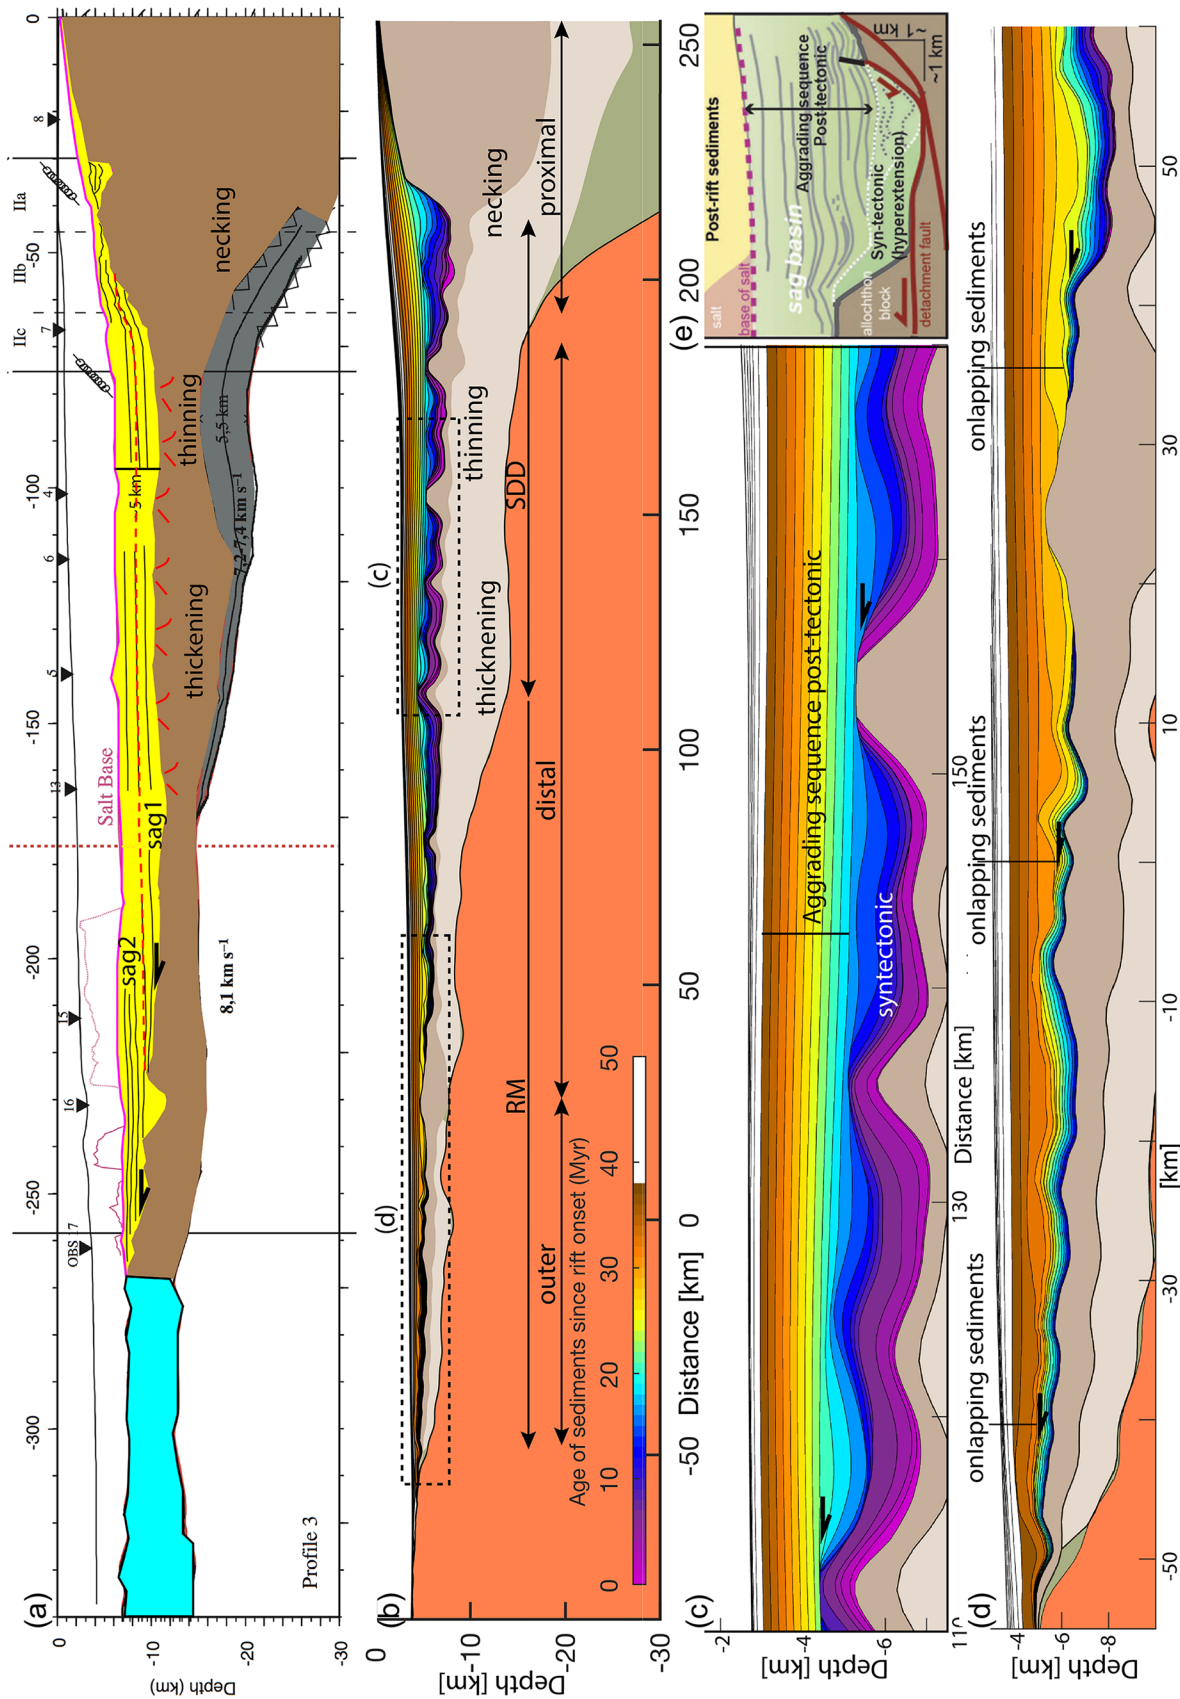 (a)
0
-50
-100
-150
-200
-250
-300
IIa
IIb
IIc
8
7
4
6
5
13
15
16
OBS 17
Salt Base
sag2
sag1
5 km
5,5 km
7,2-7,4 km s⁻¹
8,1 km s⁻¹
thickening
thinning
necking
Profile 3
Depth (km)
0
-10
-20
-30
(b)
(d)
(c)
thicknening
thinning
necking
RM
SDD
outer
distal
proximal
Age of sediments since rift onset (Myr)
0
10
20
30
40
50
Depth [km]
0
-10
-20
-30
Distance [km]
-50
0
50
100
150
200
250
(c)
Aggrading sequence post-tectonic
syntectonic
Depth [km]
-2
-4
-6
110
130
Distance [km]
150
(e)
salt
Post-rift sediments
base of salt
sag basin
Aggrading sequence
Post-tectonic
Syn-tectonic
(hyperextension)
allochthon
block
detachment fault
~1 km
~1 km
(d)
onlapping sediments
onlapping sediments
onlapping sediments
Depth [km]
-4
-6
-8
-50
-30
[km]
-10
10
30
50